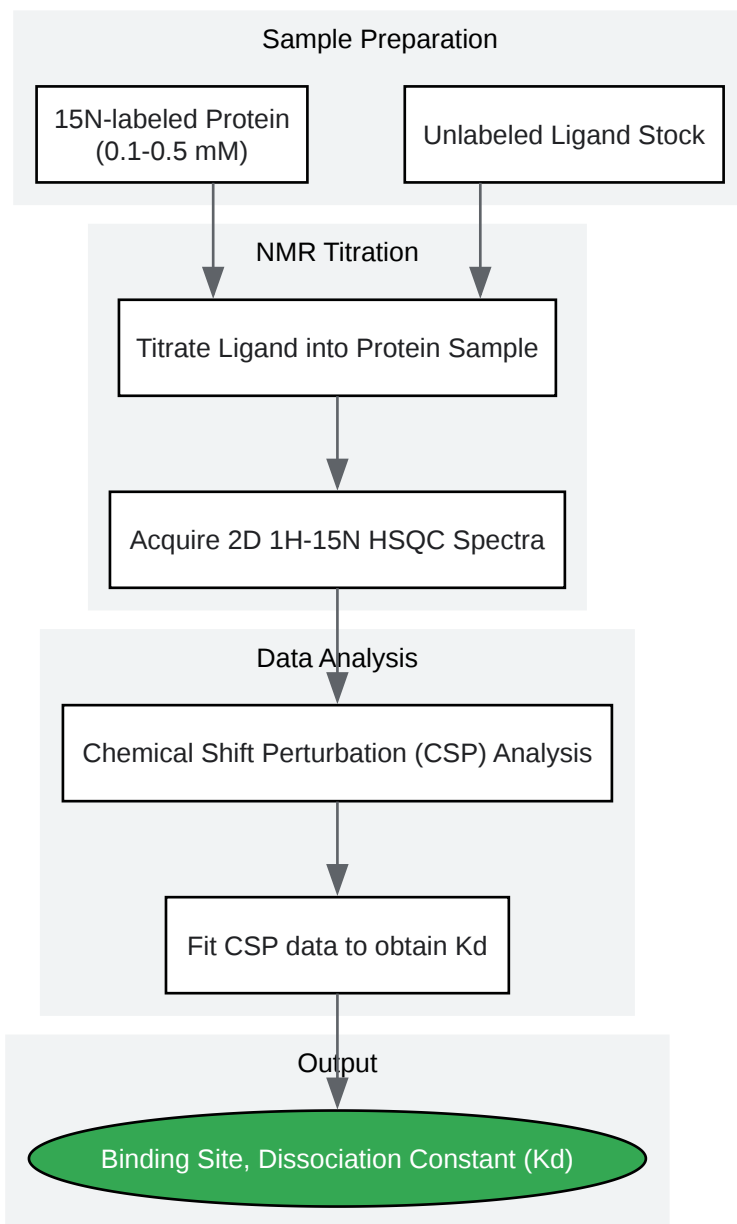 Sample Preparation
15N-labeled Protein
(0.1-0.5 mM)
Unlabeled Ligand Stock
NMR Titration
Titrate Ligand into Protein Sample
Acquire 2D 1H-15N HSQC Spectra
Data Analysis
Chemical Shift Perturbation (CSP) Analysis
Fit CSP data to obtain Kd
Output
Binding Site, Dissociation Constant (Kd)